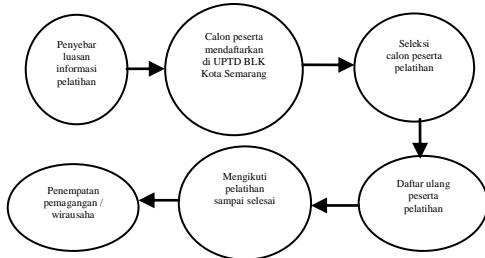 Penyebar
luasan
informasi
pelatihan
Calon peserta
mendaftarkan
di UPTD BLK
Kota Semarang
Seleksi
calon peserta
pelatihan
Daftar ulang
peserta
pelatihan
Mengikuti
pelatihan
sampai selesai
Penempatan
pemagangan /
wirausaha